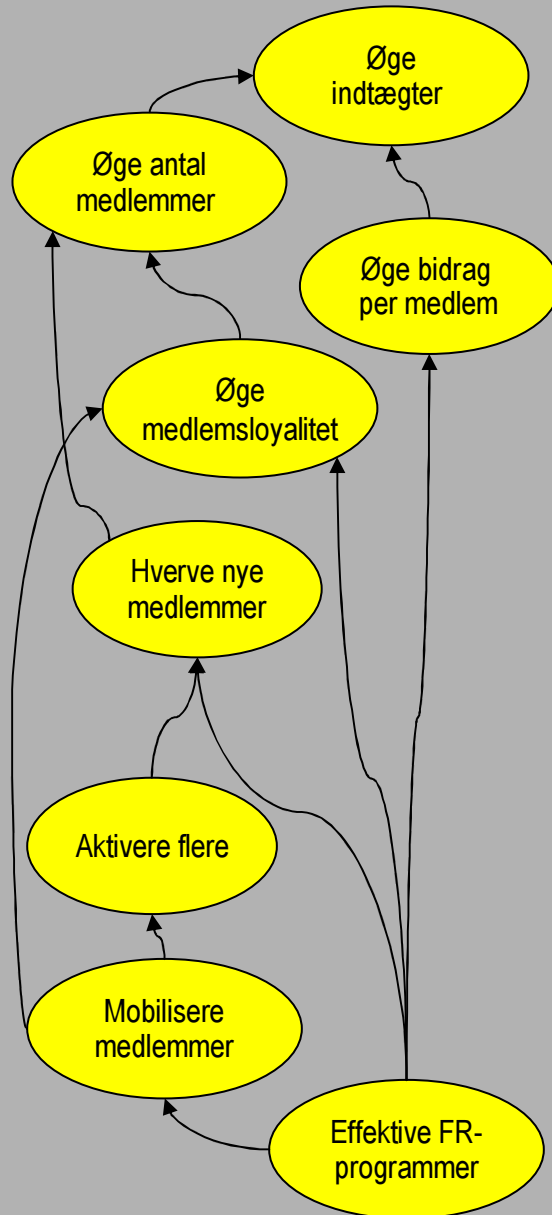 Øge
indtægter
Øge antal
medlemmer
Øge bidrag
per medlem
Øge
medlemsloyalitet
Hverve nye
medlemmer
Aktivere flere
Mobilisere
medlemmer
Effektive FR-
programmer